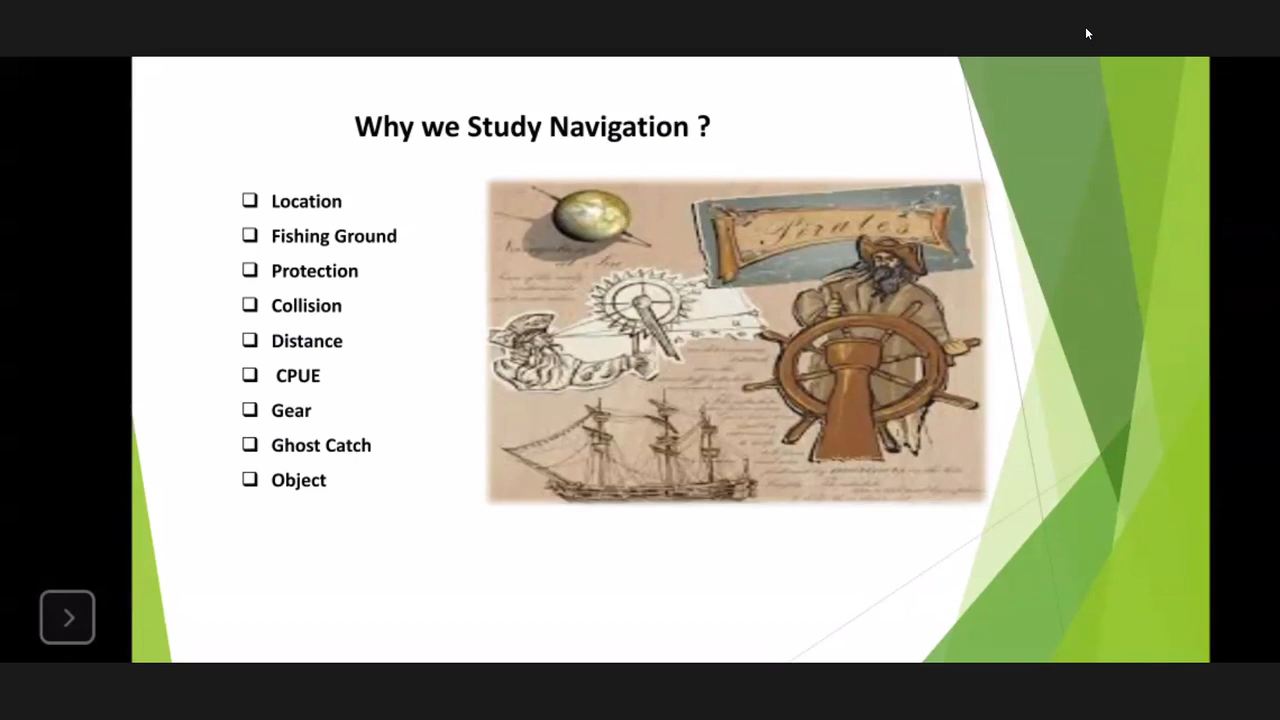 Why we Study Navigation ?
Location
Fishing Ground
Protection
Collision
Distance
CPUE
Gear
Ghost Catch
Object
Pirates